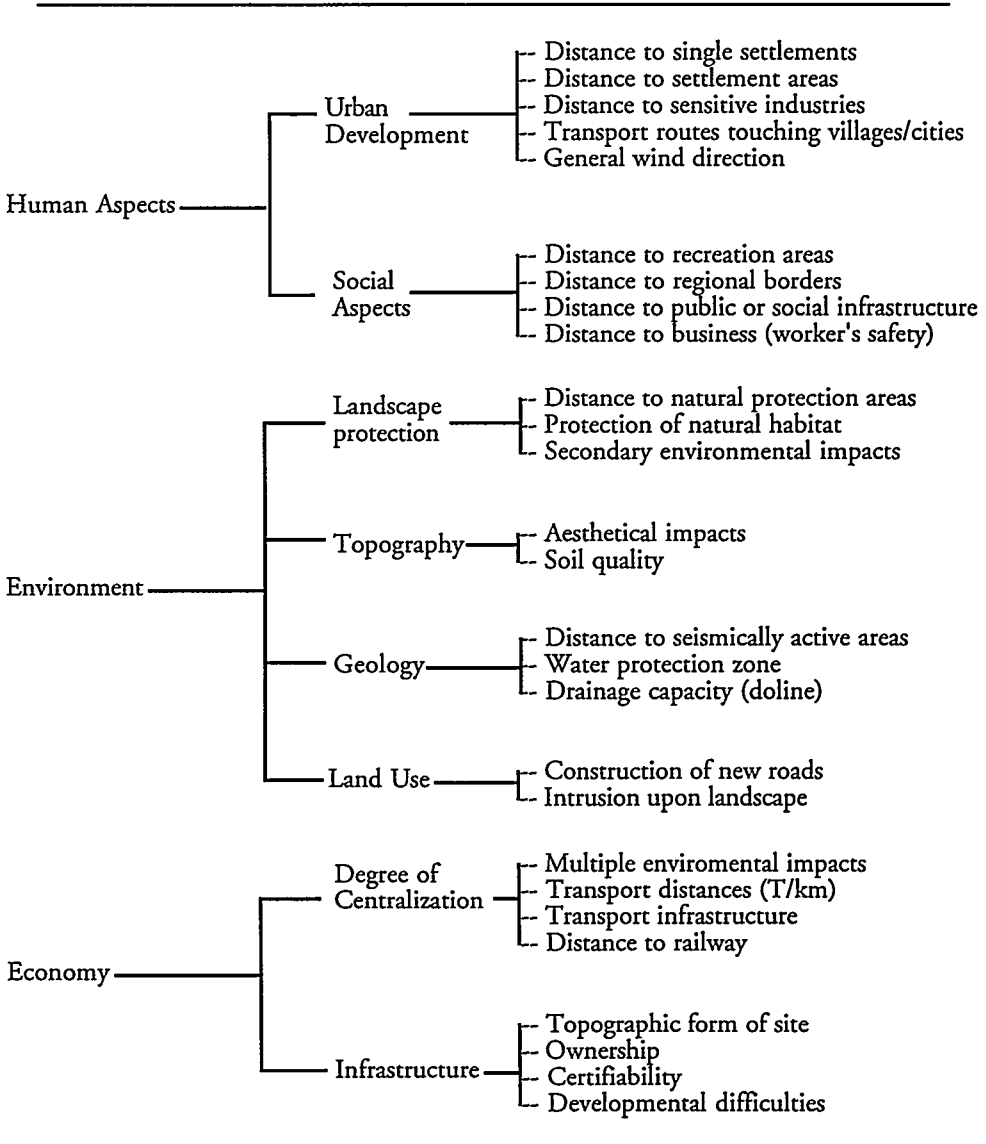 Distance to single settlements
Distance to settlement areas
Urban
Distance to sensitive industries
Development
Transport routes touching villages/cities
General wind direction
Human Aspects
Distance to recreation areas
Social
Distance to regional borders
Aspects
Distance to public or social infrastructure
Distance to business (worker's safety)
Landscape
Distance to natural protection areas
protection
Protection of natural habitat
Secondary environmental impacts
Topography
Aesthetical impacts
Soil quality
Environment
Distance to seismically active areas
Geology
Water protection zone
Drainage capacity (doline)
Land Use
Construction of new roads
Intrusion upon landscape
Degree of
Multiple enviromental impacts
Centralization
Transport distances (T/km)
Transport infrastructure
Distance to railway
Economy
Topographic form of site
Ownership
Infrastructure
Certifiability
Developmental difficulties